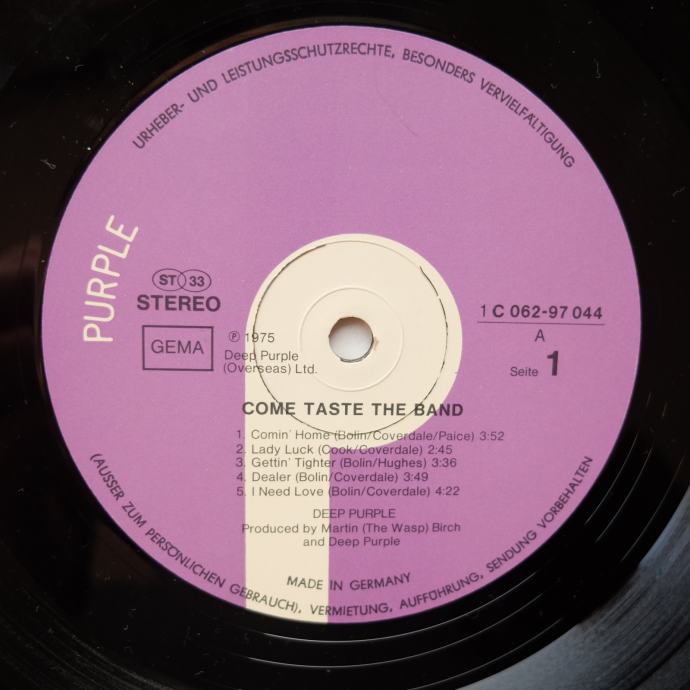 URHEBER- UND LEISTUNGSSCHUTZRECHTE, BESONDERS VERVIELFÄLTIGUNG
PURPLE
ST 33
STEREO
GEMA
℗ 1975
Deep Purple
(Overseas) Ltd.
1 C 062-97 044
A
Seite 1
COME TASTE THE BAND
1. Comin' Home (Bolin/Coverdale/Paice) 3:52
2. Lady Luck (Cook/Coverdale) 2:45
3. Gettin' Tighter (Bolin/Hughes) 3:36
4. Dealer (Bolin/Coverdale) 3:49
5. I Need Love (Bolin/Coverdale) 4:22
DEEP PURPLE
Produced by Martin (The Wasp) Birch
and Deep Purple
MADE IN GERMANY
(AUSSER ZUM PERSÖNLICHEN GEBRAUCH), VERMIETUNG, AUFFÜHRUNG, SENDUNG VORBEHALTEN